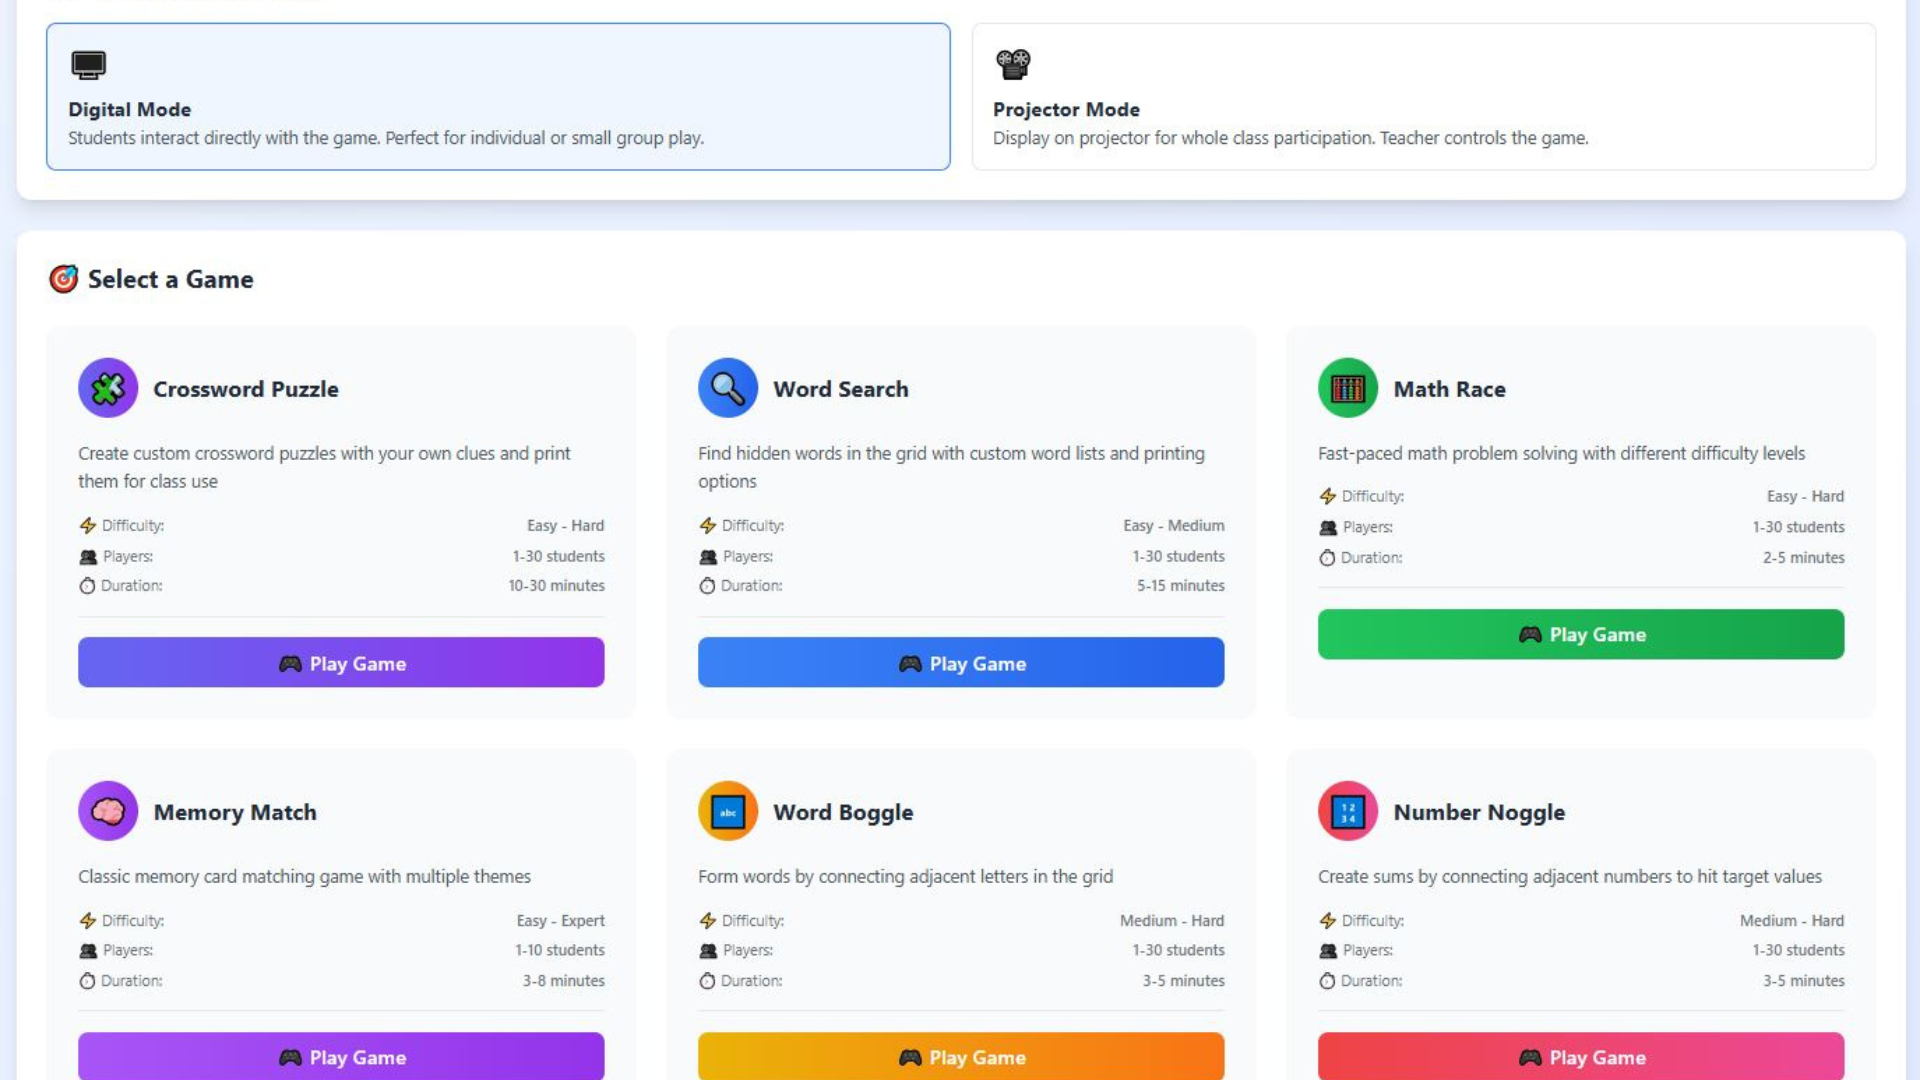 Digital Mode
Students interact directly with the game. Perfect for individual or small group play.
Projector Mode
Display on projector for whole class participation. Teacher controls the game.
Select a Game
Crossword Puzzle
Create custom crossword puzzles with your own clues and print
them for class use
Difficulty: Easy - Hard
Players: 1-30 students
Duration: 10-30 minutes
Play Game
Word Search
Find hidden words in the grid with custom word lists and printing
options
Difficulty: Easy - Medium
Players: 1-30 students
Duration: 5-15 minutes
Play Game
Math Race
Fast-paced math problem solving with different difficulty levels
Difficulty: Easy - Hard
Players: 1-30 students
Duration: 2-5 minutes
Play Game
Memory Match
Classic memory card matching game with multiple themes
Difficulty: Easy - Expert
Players: 1-10 students
Duration: 3-8 minutes
Play Game
abc
Word Boggle
Form words by connecting adjacent letters in the grid
Difficulty: Medium - Hard
Players: 1-30 students
Duration: 3-5 minutes
Play Game
1 2
3 4
Number Noggle
Create sums by connecting adjacent numbers to hit target values
Difficulty: Medium - Hard
Players: 1-30 students
Duration: 3-5 minutes
Play Game